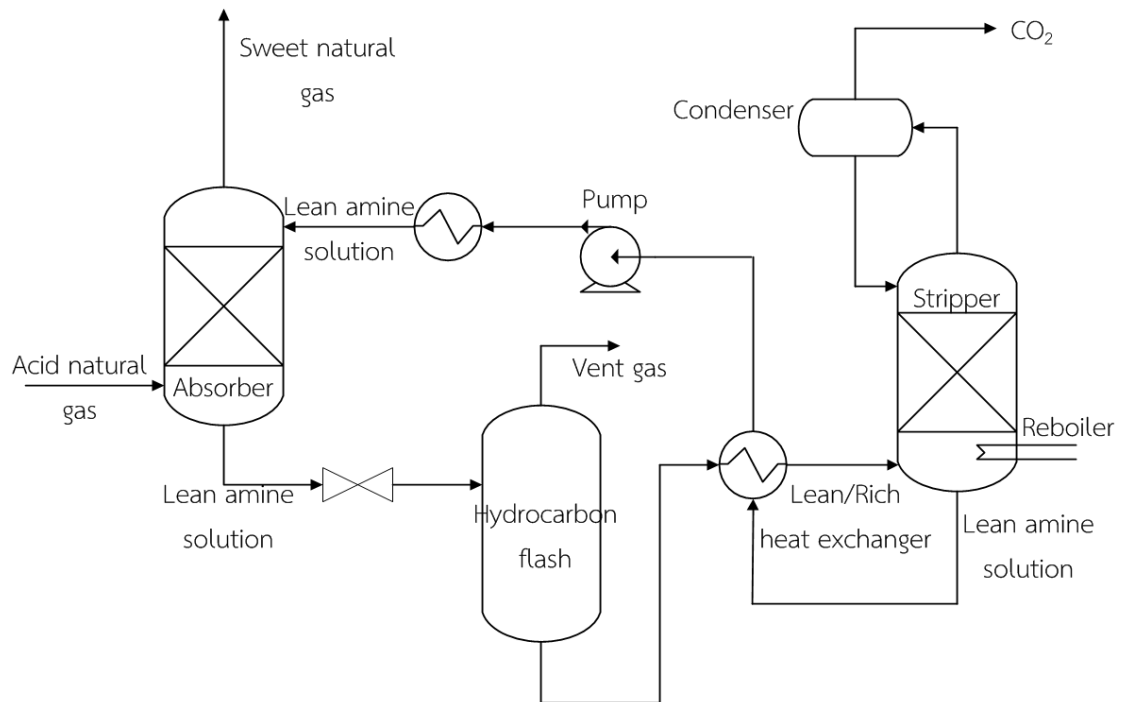 Sweet natural
gas
CO₂
Condenser
Lean amine
solution
Pump
Stripper
Acid natural
gas
Absorber
Vent gas
Reboiler
Lean amine
solution
Hydrocarbon
flash
Lean/Rich
heat exchanger
Lean amine
solution